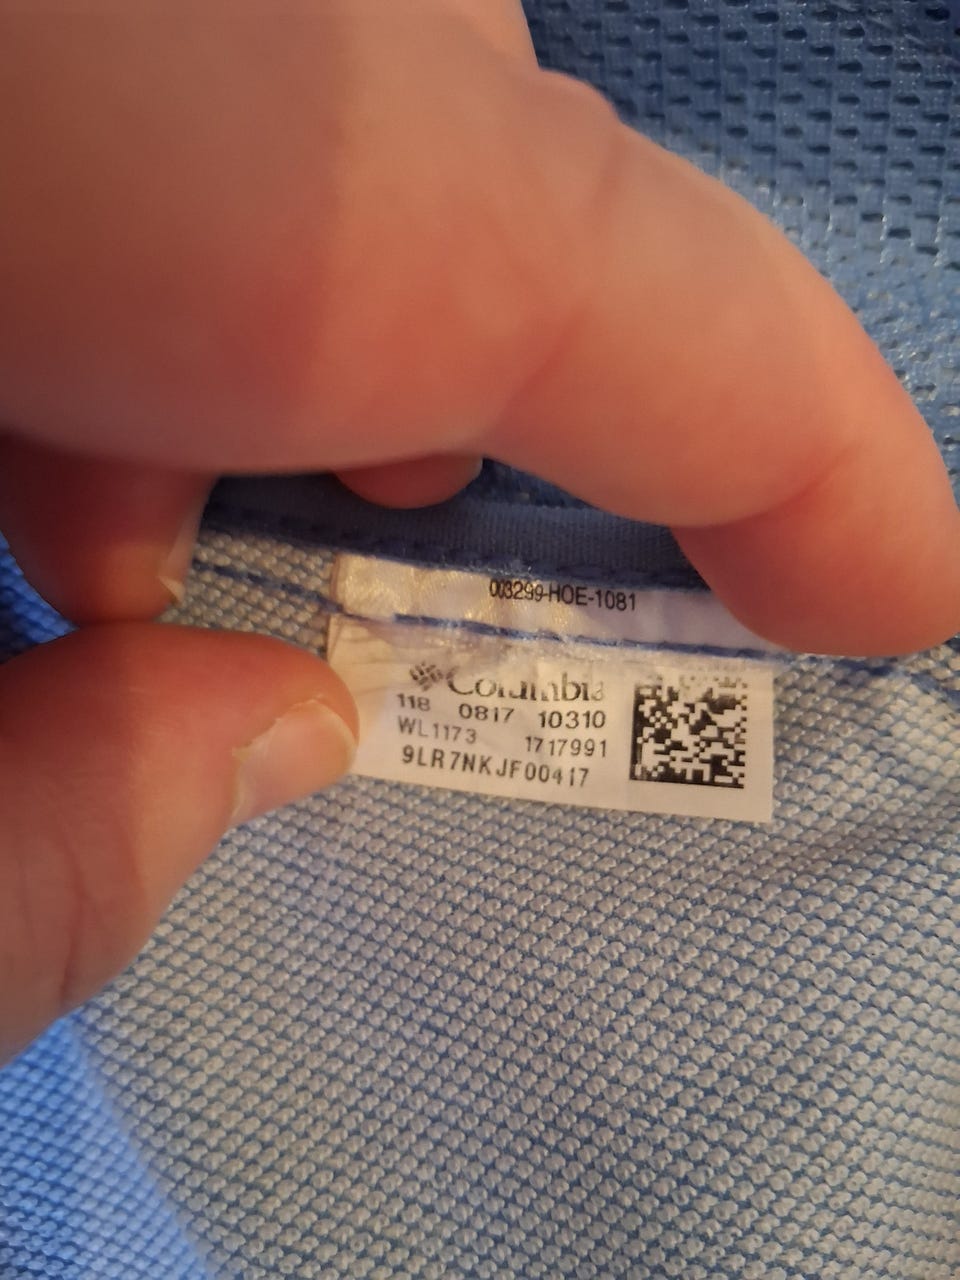 003299-HOE-1081
Columbia
118 0817 10310
WL1173 1717991
9LR7NKJF00417